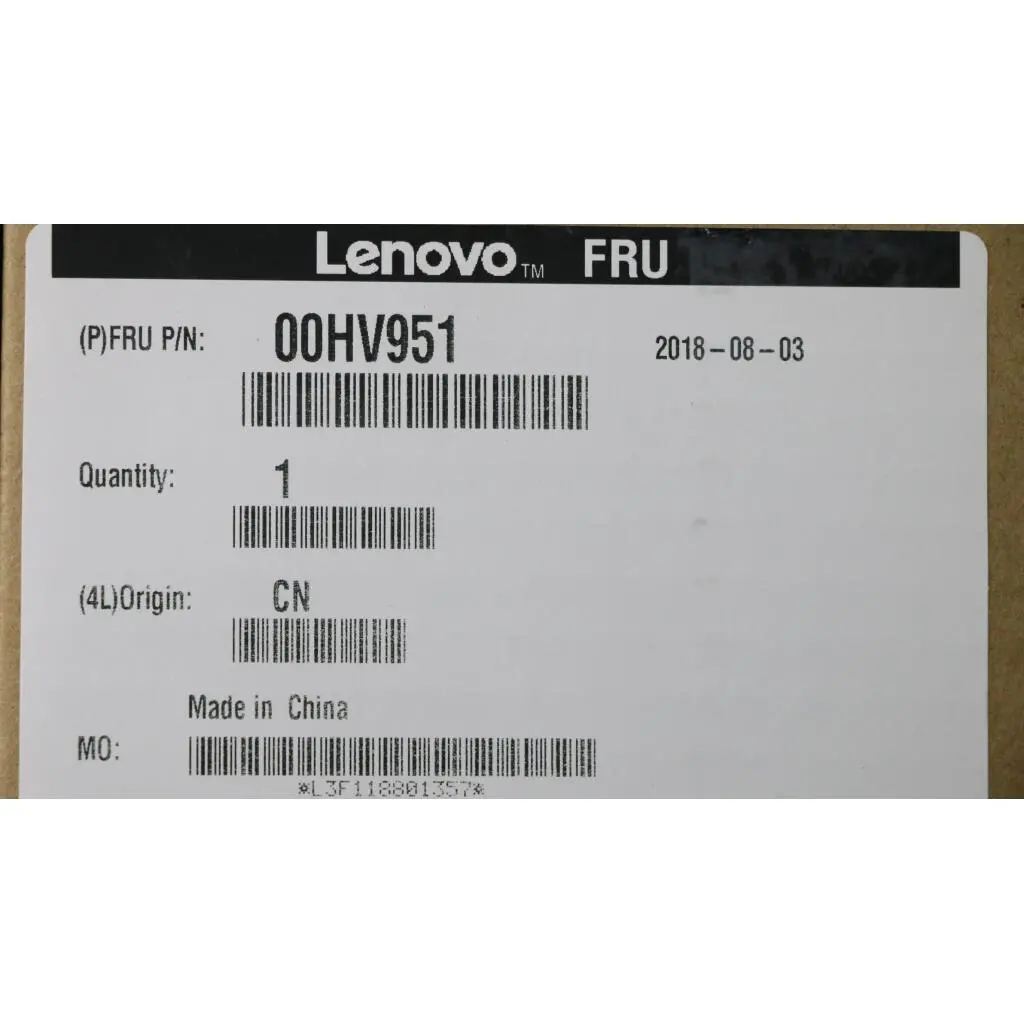 Lenovo™ FRU
(P)FRU P/N: 00HV951 2018-08-03
Quantity: 1
(4L)Origin: CN
Made in China
MO:
*L3F118801357*